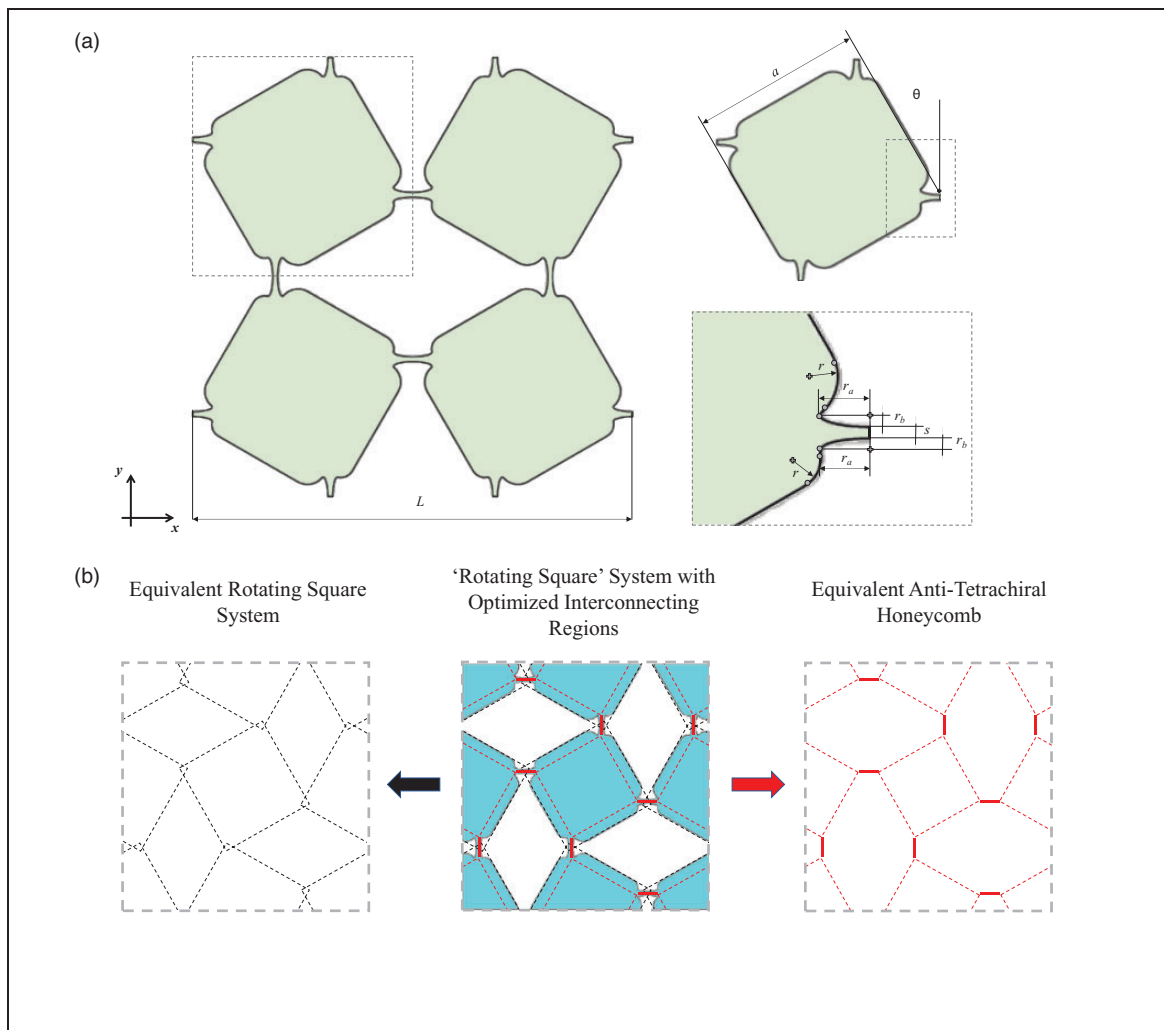 (a)
a
θ
r
r_a
r_b
s
r_b
r_a
r
y
x
L
(b)
Equivalent Rotating Square
System
‘Rotating Square’ System with
Optimized Interconnecting
Regions
Equivalent Anti-Tetrachiral
Honeycomb